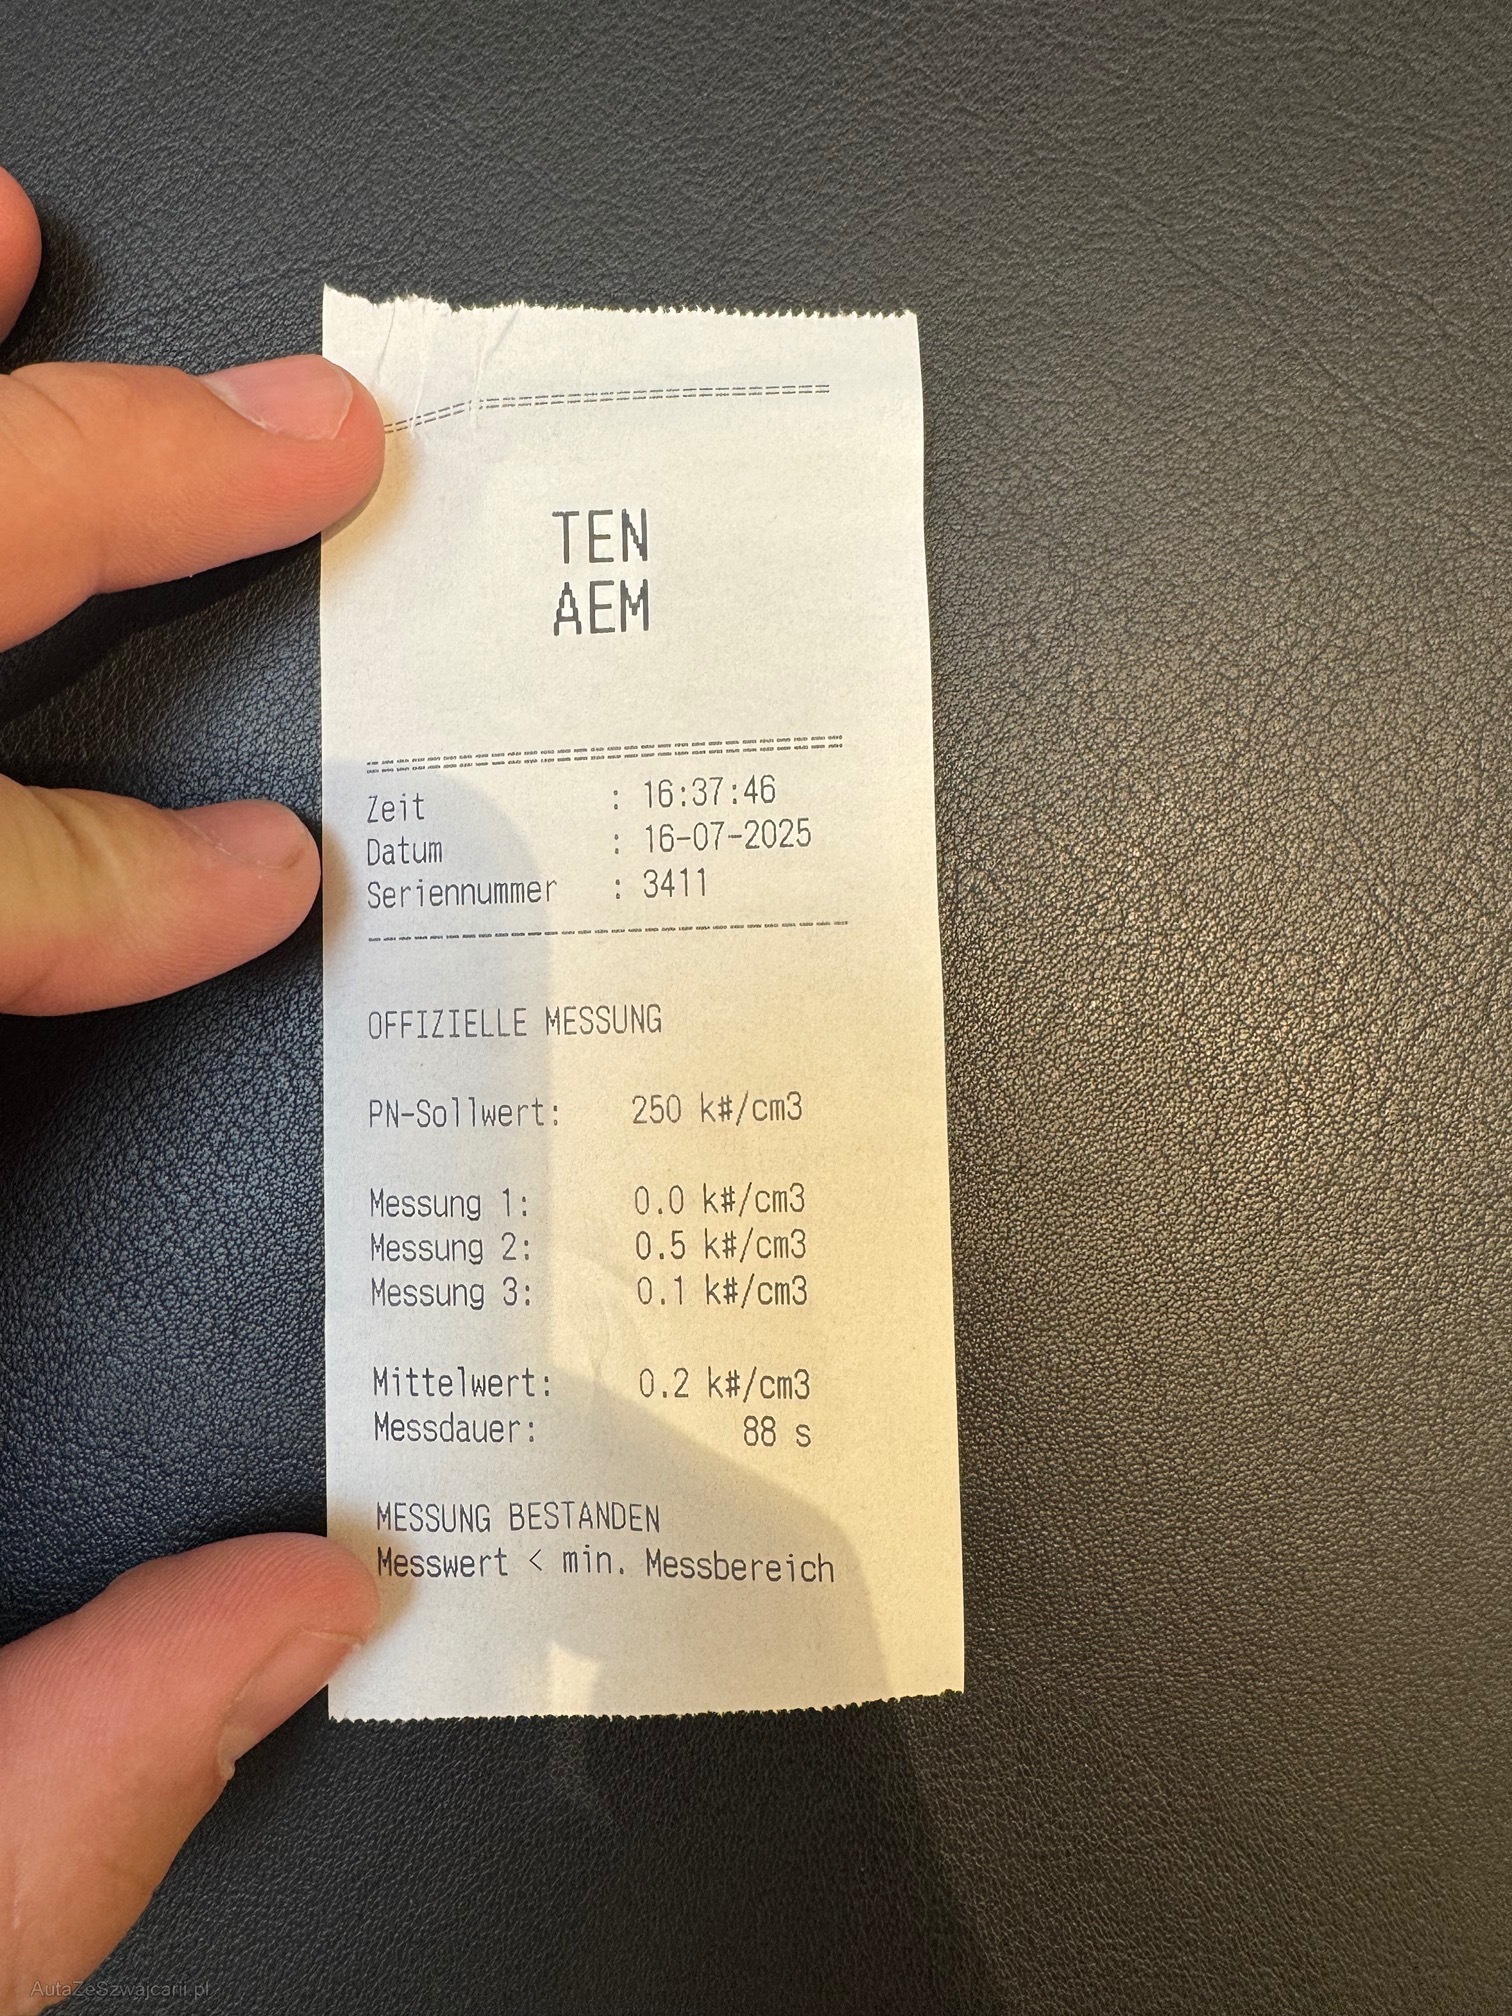 TEN
AEM
Zeit : 16:37:46
Datum : 16-07-2025
Seriennummer : 3411
OFFIZIELLE MESSUNG
PN-Sollwert: 250 k#/cm3
Messung 1: 0.0 k#/cm3
Messung 2: 0.5 k#/cm3
Messung 3: 0.1 k#/cm3
Mittelwert: 0.2 k#/cm3
Messdauer: 88 s
MESSUNG BESTANDEN
Messwert < min. Messbereich
AutaZeSzwajcarii.pl